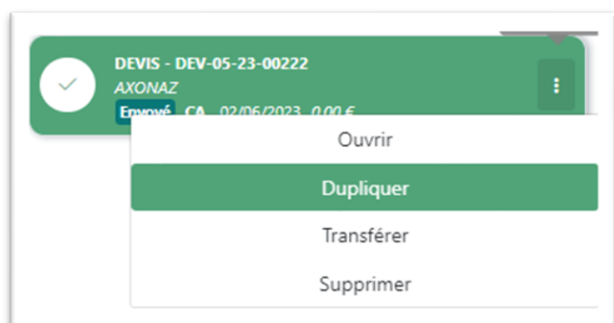 DEVIS - DEV-05-23-00222
AXONAZ
Envoyé CA 02/06/2023 0,00 €
Ouvrir
Dupliquer
Transférer
Supprimer